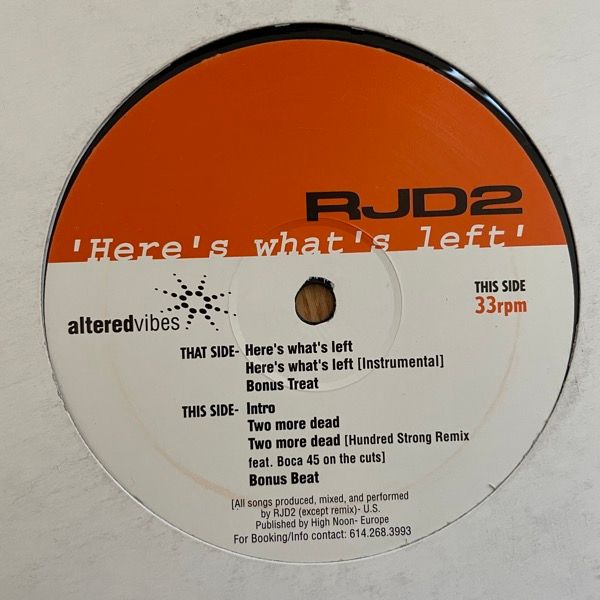 RJD2
'Here's what's left'
alteredvibes
THIS SIDE
33rpm
THAT SIDE- Here's what's left
Here's what's left [Instrumental]
Bonus Treat
THIS SIDE- Intro
Two more dead
Two more dead [Hundred Strong Remix
feat. Boca 45 on the cuts]
Bonus Beat
[All songs produced, mixed, and performed
by RJD2 (except remix)- U.S.
Published by High Noon- Europe
For Booking/Info contact: 614.268.3993